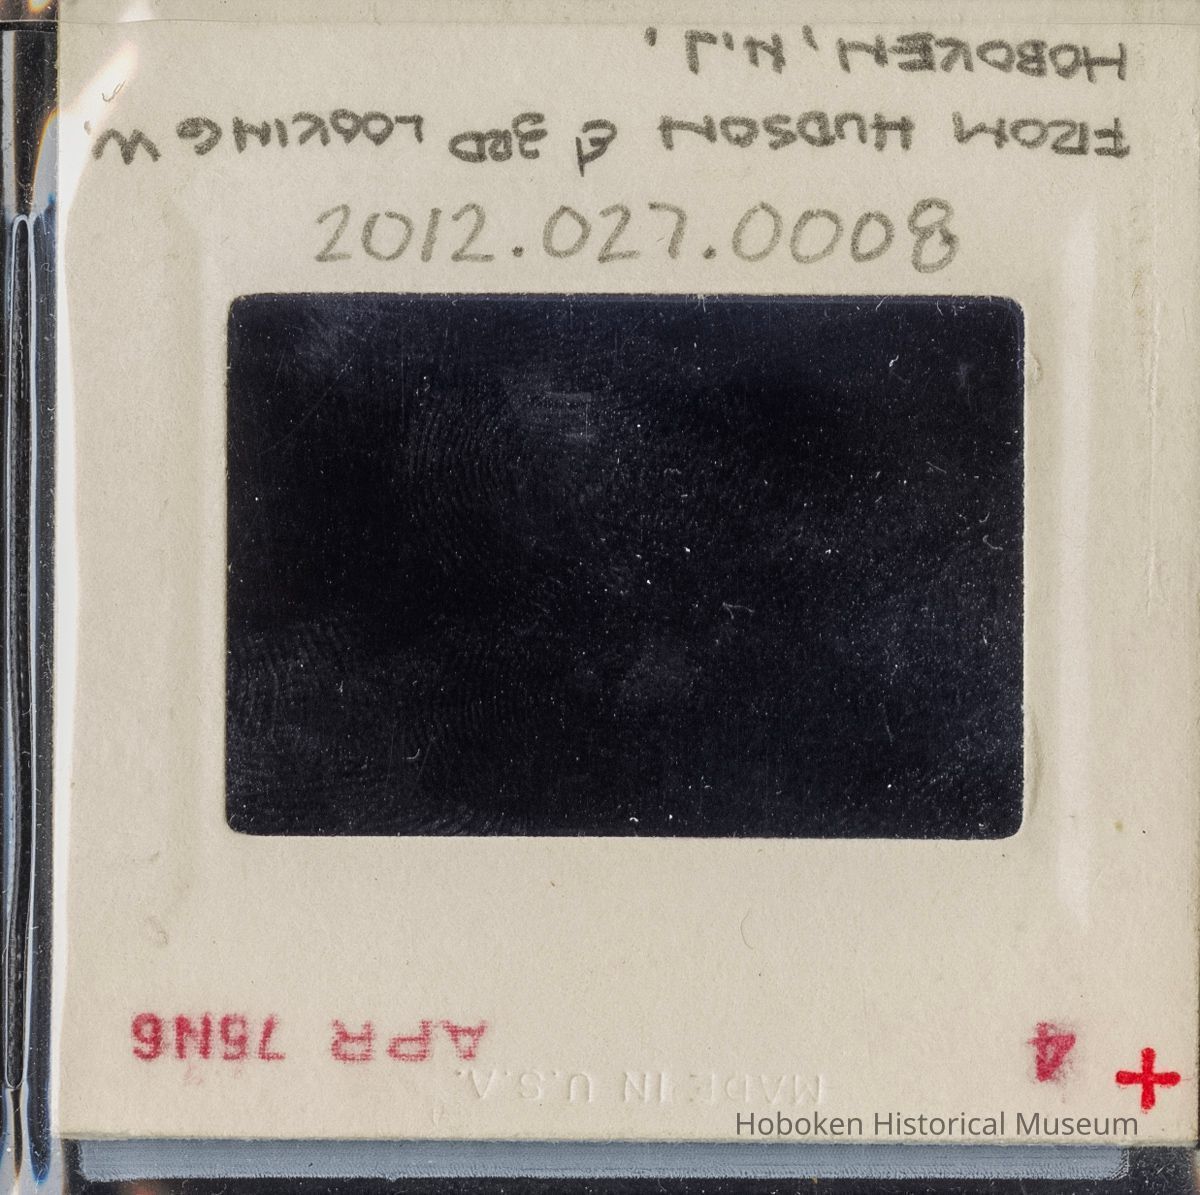 HOBOKEN, N.J.
FROM HUDSON & 3RD LOOKING W.
2012.027.0008
APR 75N6
4
MADE IN U.S.A.
Hoboken Historical Museum